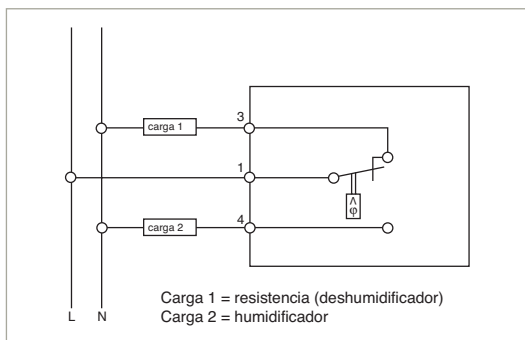 carga 1
3
1
carga 2
4
< φ
Carga 1 = resistencia (deshumidificador)
Carga 2 = humidificador
L N